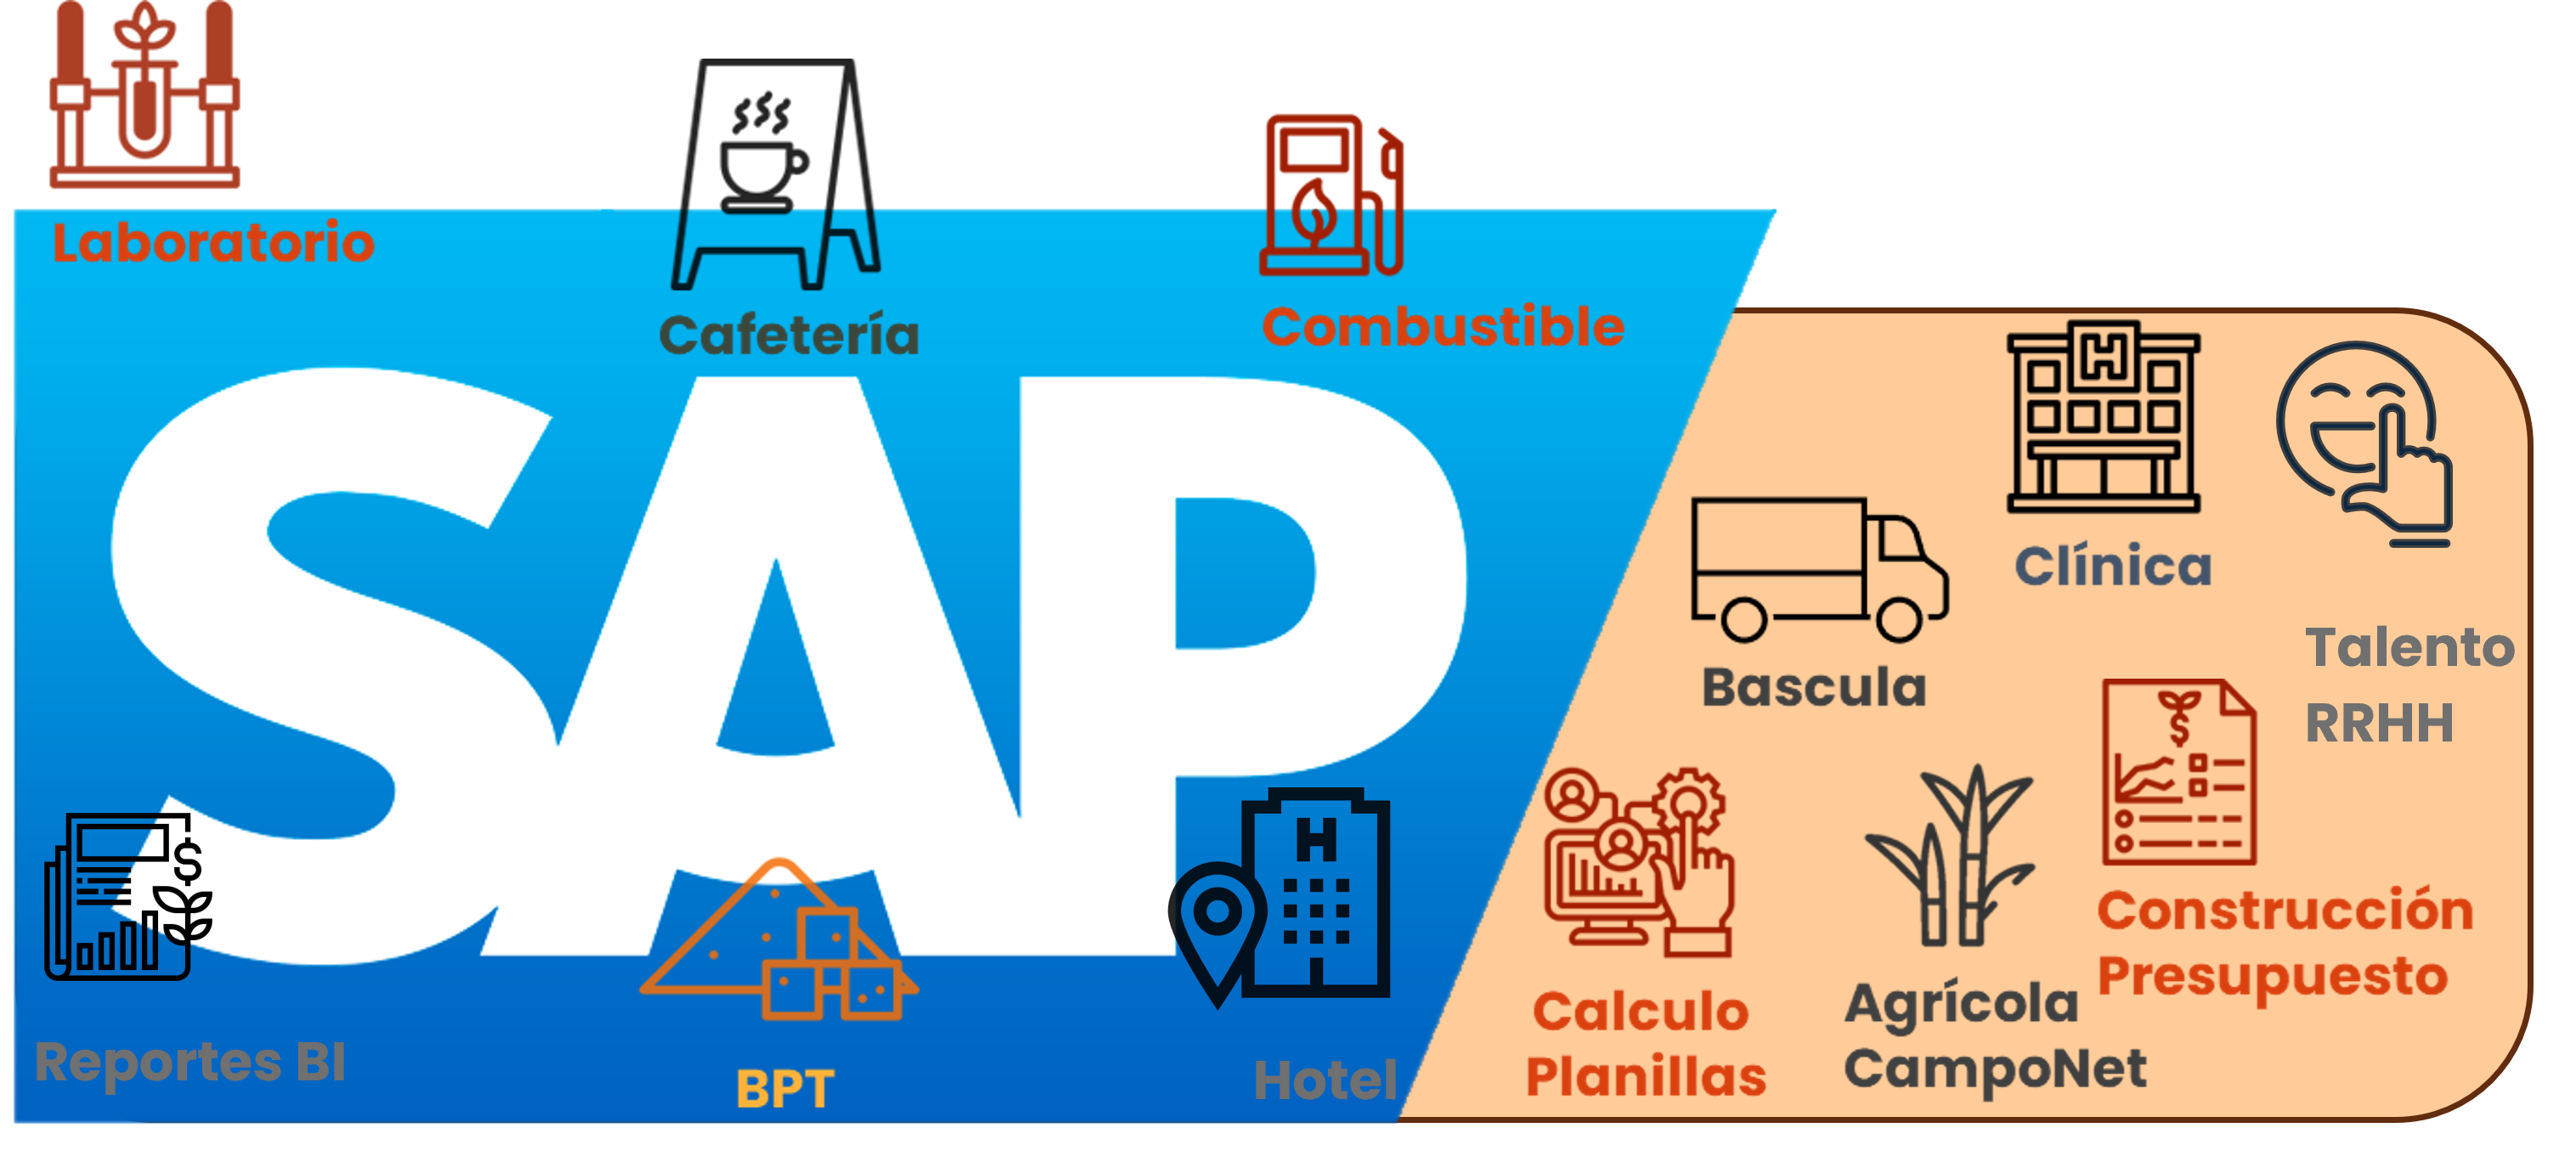 Laboratorio
Cafetería
Combustible
SAP
H
Clínica
Bascula
Talento
RRHH
$
$
H
Construcción
Presupuesto
Calculo
Planillas
Agrícola
CampoNet
Reportes BI
BPT
Hotel